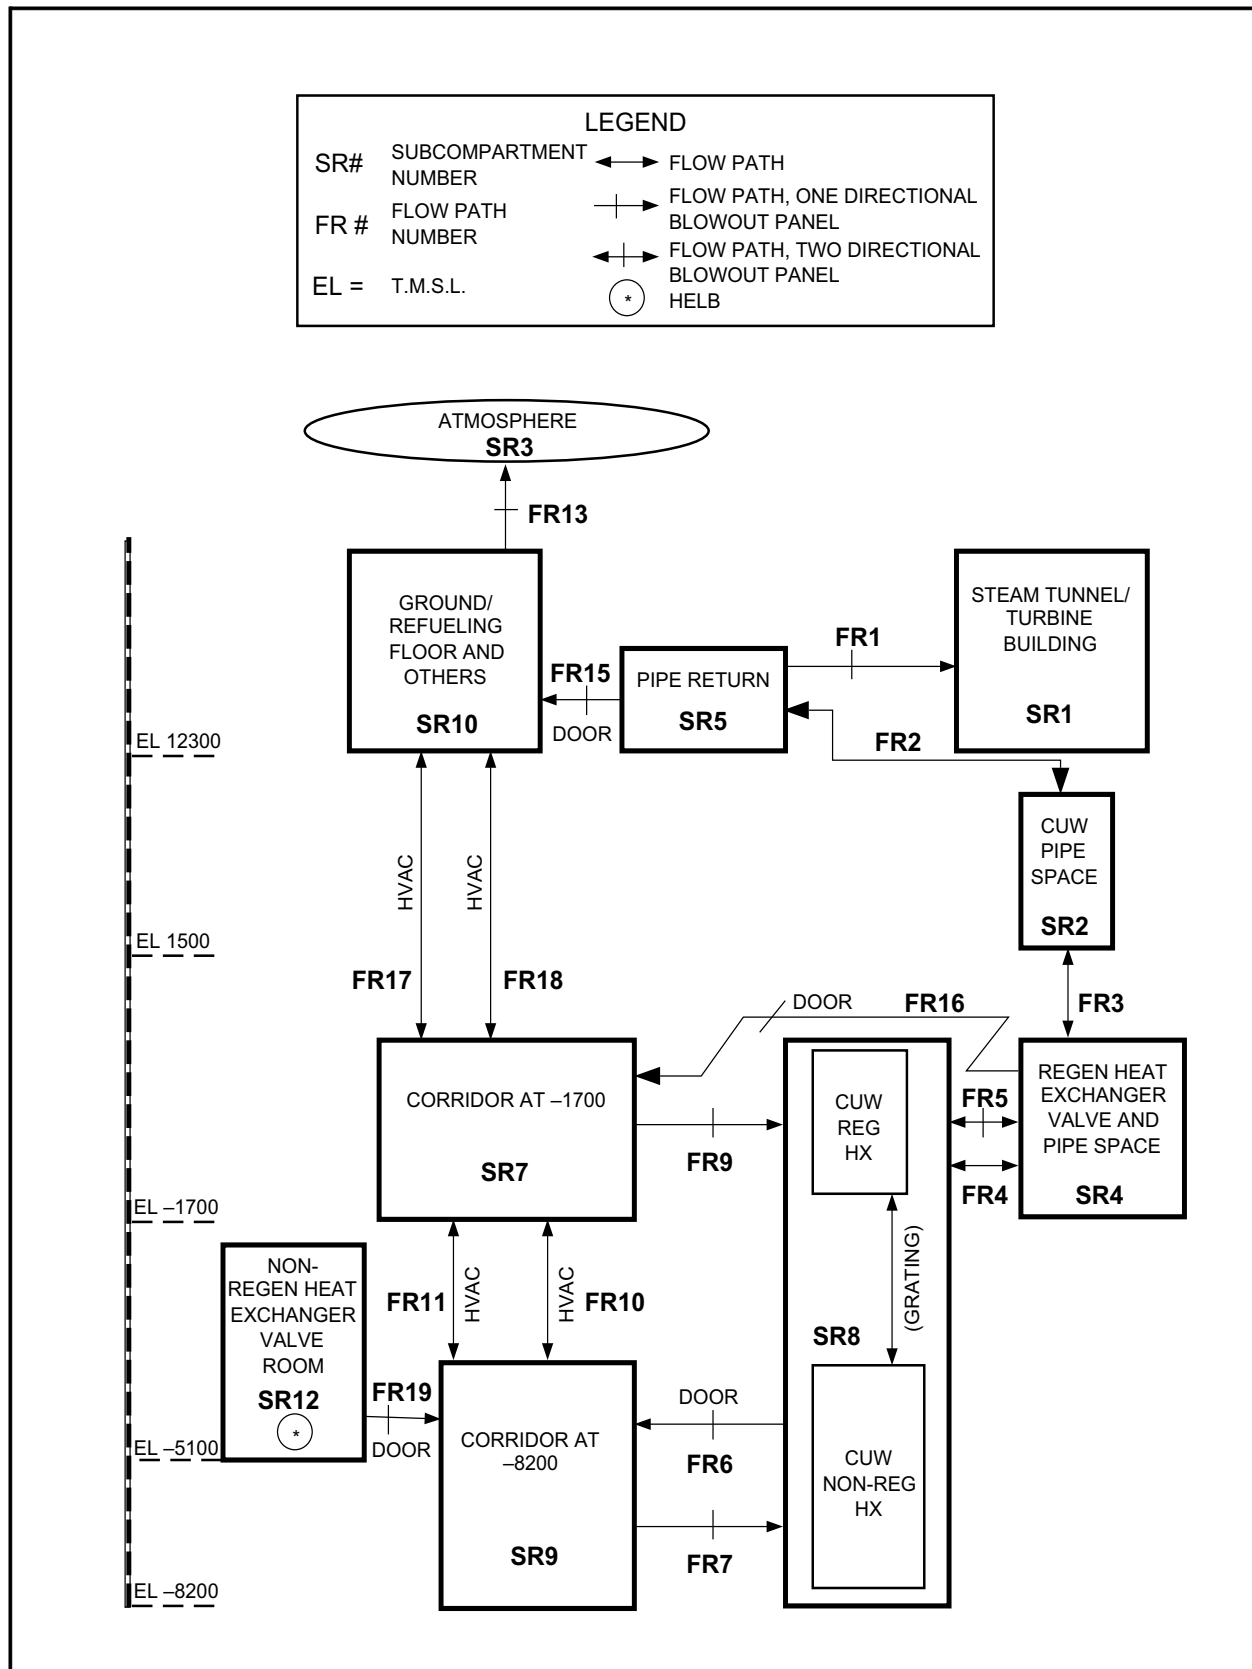 LEGEND
SR#
SUBCOMPARTMENT
NUMBER
FR #
FLOW PATH
NUMBER
EL =
T.M.S.L.
FLOW PATH
FLOW PATH, ONE DIRECTIONAL
BLOWOUT PANEL
FLOW PATH, TWO DIRECTIONAL
BLOWOUT PANEL
*
HELB
ATMOSPHERE
SR3
FR13
GROUND/
REFUELING
FLOOR AND
OTHERS
SR10
FR15
DOOR
PIPE RETURN
SR5
FR1
STEAM TUNNEL/
TURBINE
BUILDING
SR1
FR2
EL 12300
CUW
PIPE
SPACE
SR2
HVAC
HVAC
EL 1500
FR17
FR18
DOOR
FR16
FR3
CORRIDOR AT –1700
SR7
FR9
CUW
REG
HX
FR5
FR4
REGEN HEAT
EXCHANGER
VALVE AND
PIPE SPACE
SR4
EL –1700
NON-
REGEN HEAT
EXCHANGER
VALVE
ROOM
SR12
*
FR11
HVAC
HVAC
FR10
(GRATING)
SR8
FR19
DOOR
EL –5100
CORRIDOR AT
–8200
SR9
DOOR
FR6
FR7
CUW
NON-REG
HX
EL –8200